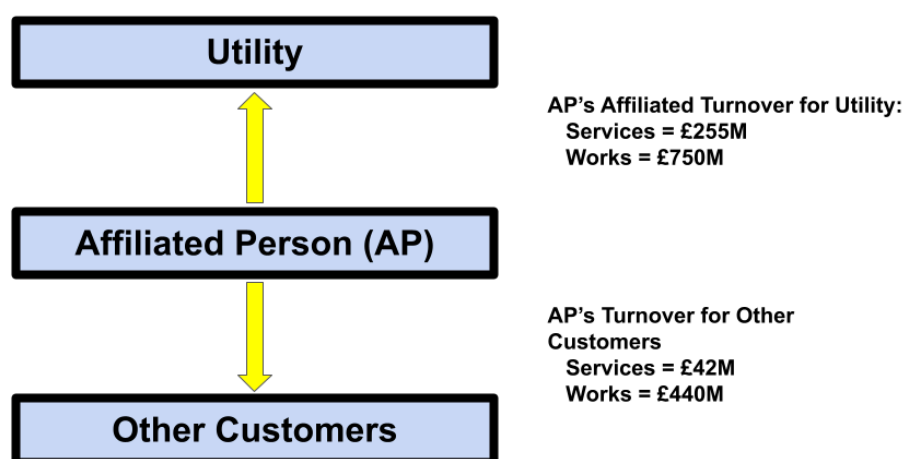 Utility
AP's Affiliated Turnover for Utility:
Services = £255M
Works = £750M
Affiliated Person (AP)
AP's Turnover for Other
Customers
Services = £42M
Works = £440M
Other Customers